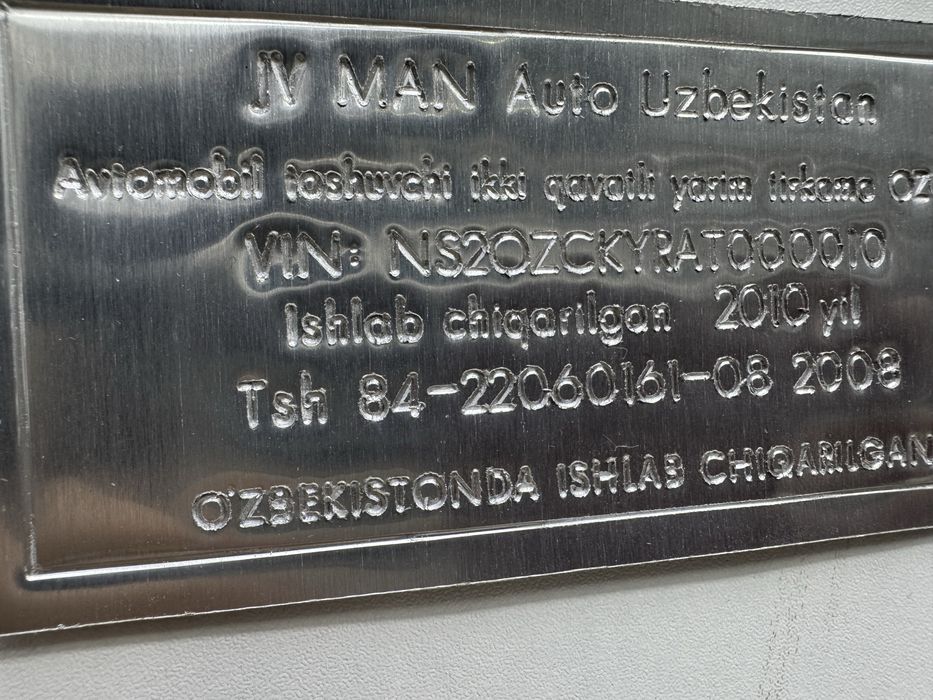 JV MAN Auto Uzbekistan
Avtomobil tashuvchi ikki qavatli yarim tirkama OZ
VIN: NS2OZCKYRAT000010
Ishlab chiqarilgan 2010 yil
Tsh 84-22060161-08 2008
O'ZBEKISTONDA ISHLAB CHIQARILGAN